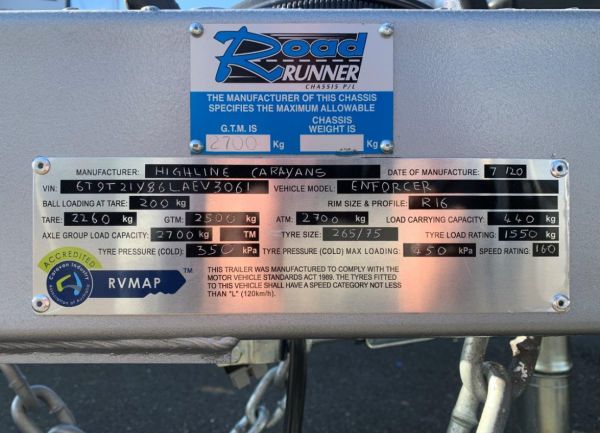 Road
RUNNER
CHASSIS P/L
THE MANUFACTURER OF THIS CHASSIS
SPECIFIES THE MAXIMUM ALLOWABLE
G.T.M. IS 2700 Kg CHASSIS WEIGHT IS Kg
MANUFACTURER: HIGHLINE CARAVANS DATE OF MANUFACTURE: 7/20
VIN: 6T9T21Y86LAEV3061 VEHICLE MODEL: ENFORCER
BALL LOADING AT TARE: 200 kg RIM SIZE & PROFILE: R16
TARE: 2260 kg GTM: 2500 kg ATM: 2700 kg LOAD CARRYING CAPACITY: 440 kg
AXLE GROUP LOAD CAPACITY: 2700 kg TM TYRE SIZE: 265/75 TYRE LOAD RATING: 1550 kg
TYRE PRESSURE (COLD): 350 kPa TYRE PRESSURE (COLD) MAX LOADING: 450 kPa SPEED RATING: 160
ACCREDITED
Caravan Industry
Association of Australia
RVMAP™
THIS TRAILER WAS MANUFACTURED TO COMPLY WITH THE
MOTOR VEHICLE STANDARDS ACT 1989. THE TYRES FITTED
TO THIS VEHICLE SHALL HAVE A SPEED CATEGORY NOT LESS
THAN "L" (120km/h).